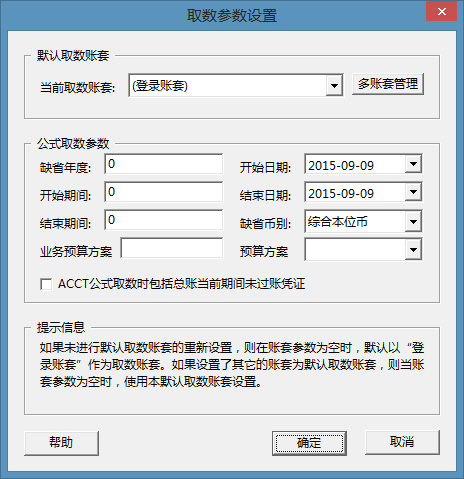 取数参数设置
默认取数账套
当前取数账套: (登录账套) 多账套管理
公式取数参数
缺省年度: 0 开始日期: 2015-09-09
开始期间: 0 结束日期: 2015-09-09
结束期间: 0 缺省币别: 综合本位币
业务预算方案 预算方案
ACCT公式取数时包括总账当前期间未过账凭证
提示信息
如果未进行默认取数账套的重新设置，则在账套参数为空时，默认以“登
录账套”作为取数账套。如果设置了其它的账套为默认取数账套，则当账
套参数为空时，使用本默认取数账套设置。
帮助 确定 取消